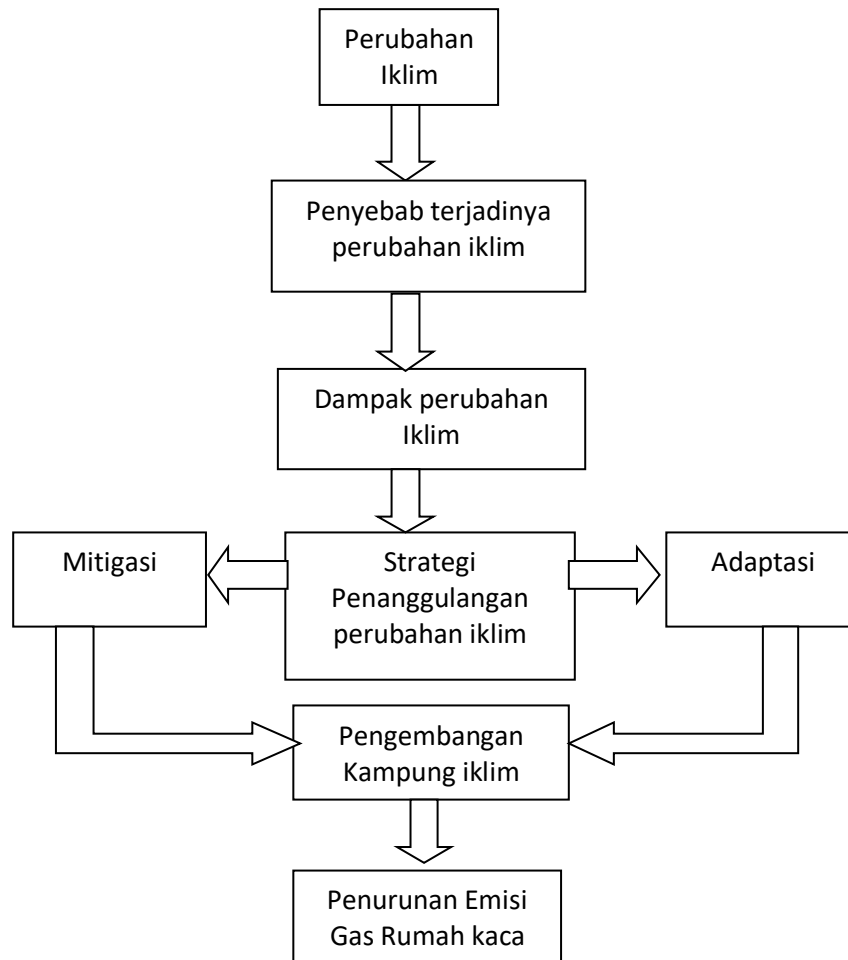 Perubahan
Iklim
Penyebab terjadinya
perubahan iklim
Dampak perubahan
Iklim
Mitigasi
Strategi
Penanggulangan
perubahan iklim
Adaptasi
Pengembangan
Kampung iklim
Penurunan Emisi
Gas Rumah kaca